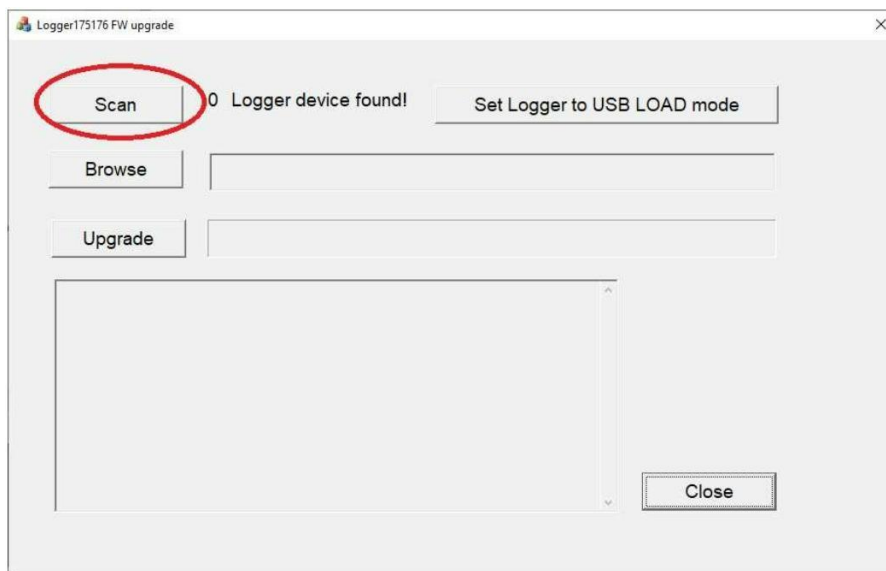 Logger175176 FW upgrade
Scan
0 Logger device found!
Set Logger to USB LOAD mode
Browse
Upgrade
Close